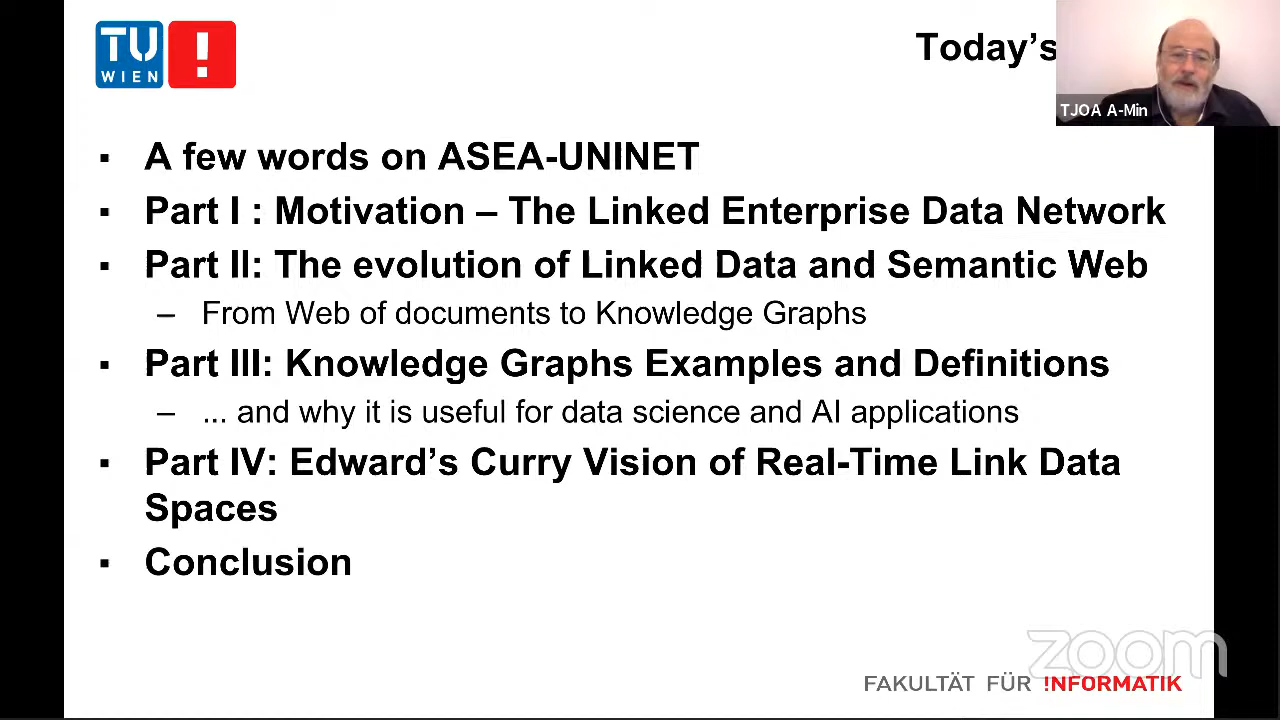 TU
WIEN
Today's
TJOA A-Min
▪ A few words on ASEA-UNINET
▪ Part I : Motivation – The Linked Enterprise Data Network
▪ Part II: The evolution of Linked Data and Semantic Web
– From Web of documents to Knowledge Graphs
▪ Part III: Knowledge Graphs Examples and Definitions
– ... and why it is useful for data science and AI applications
▪ Part IV: Edward's Curry Vision of Real-Time Link Data
Spaces
▪ Conclusion
zoom
FAKULTÄT FÜR !NFORMATIK